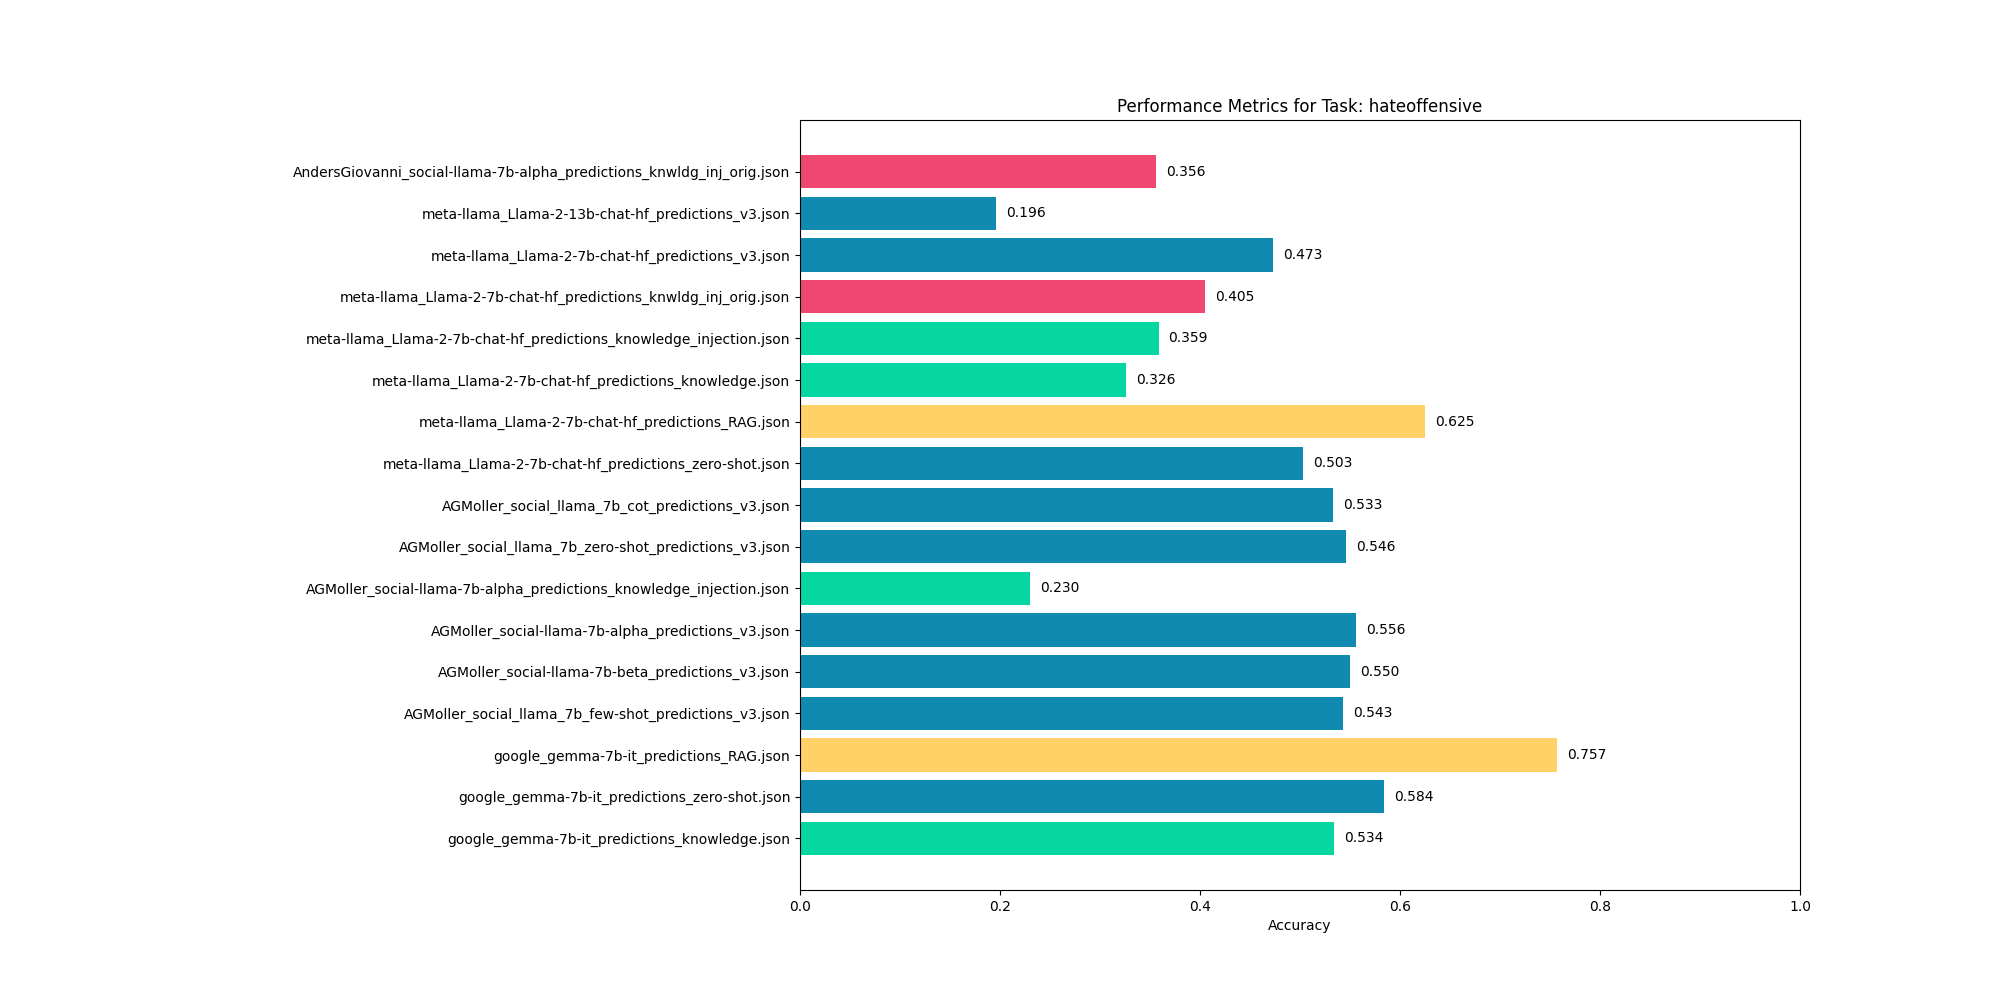 Performance Metrics for Task: hateoffensive
AndersGiovanni_social-llama-7b-alpha_predictions_knwldg_inj_orig.json 0.356
meta-llama_Llama-2-13b-chat-hf_predictions_v3.json 0.196
meta-llama_Llama-2-7b-chat-hf_predictions_v3.json 0.473
meta-llama_Llama-2-7b-chat-hf_predictions_knwldg_inj_orig.json 0.405
meta-llama_Llama-2-7b-chat-hf_predictions_knowledge_injection.json 0.359
meta-llama_Llama-2-7b-chat-hf_predictions_knowledge.json 0.326
meta-llama_Llama-2-7b-chat-hf_predictions_RAG.json 0.625
meta-llama_Llama-2-7b-chat-hf_predictions_zero-shot.json 0.503
AGMoller_social_llama_7b_cot_predictions_v3.json 0.533
AGMoller_social_llama_7b_zero-shot_predictions_v3.json 0.546
AGMoller_social-llama-7b-alpha_predictions_knowledge_injection.json 0.230
AGMoller_social-llama-7b-alpha_predictions_v3.json 0.556
AGMoller_social-llama-7b-beta_predictions_v3.json 0.550
AGMoller_social_llama_7b_few-shot_predictions_v3.json 0.543
google_gemma-7b-it_predictions_RAG.json 0.757
google_gemma-7b-it_predictions_zero-shot.json 0.584
google_gemma-7b-it_predictions_knowledge.json 0.534
0.0 0.2 0.4 0.6 0.8 1.0
Accuracy